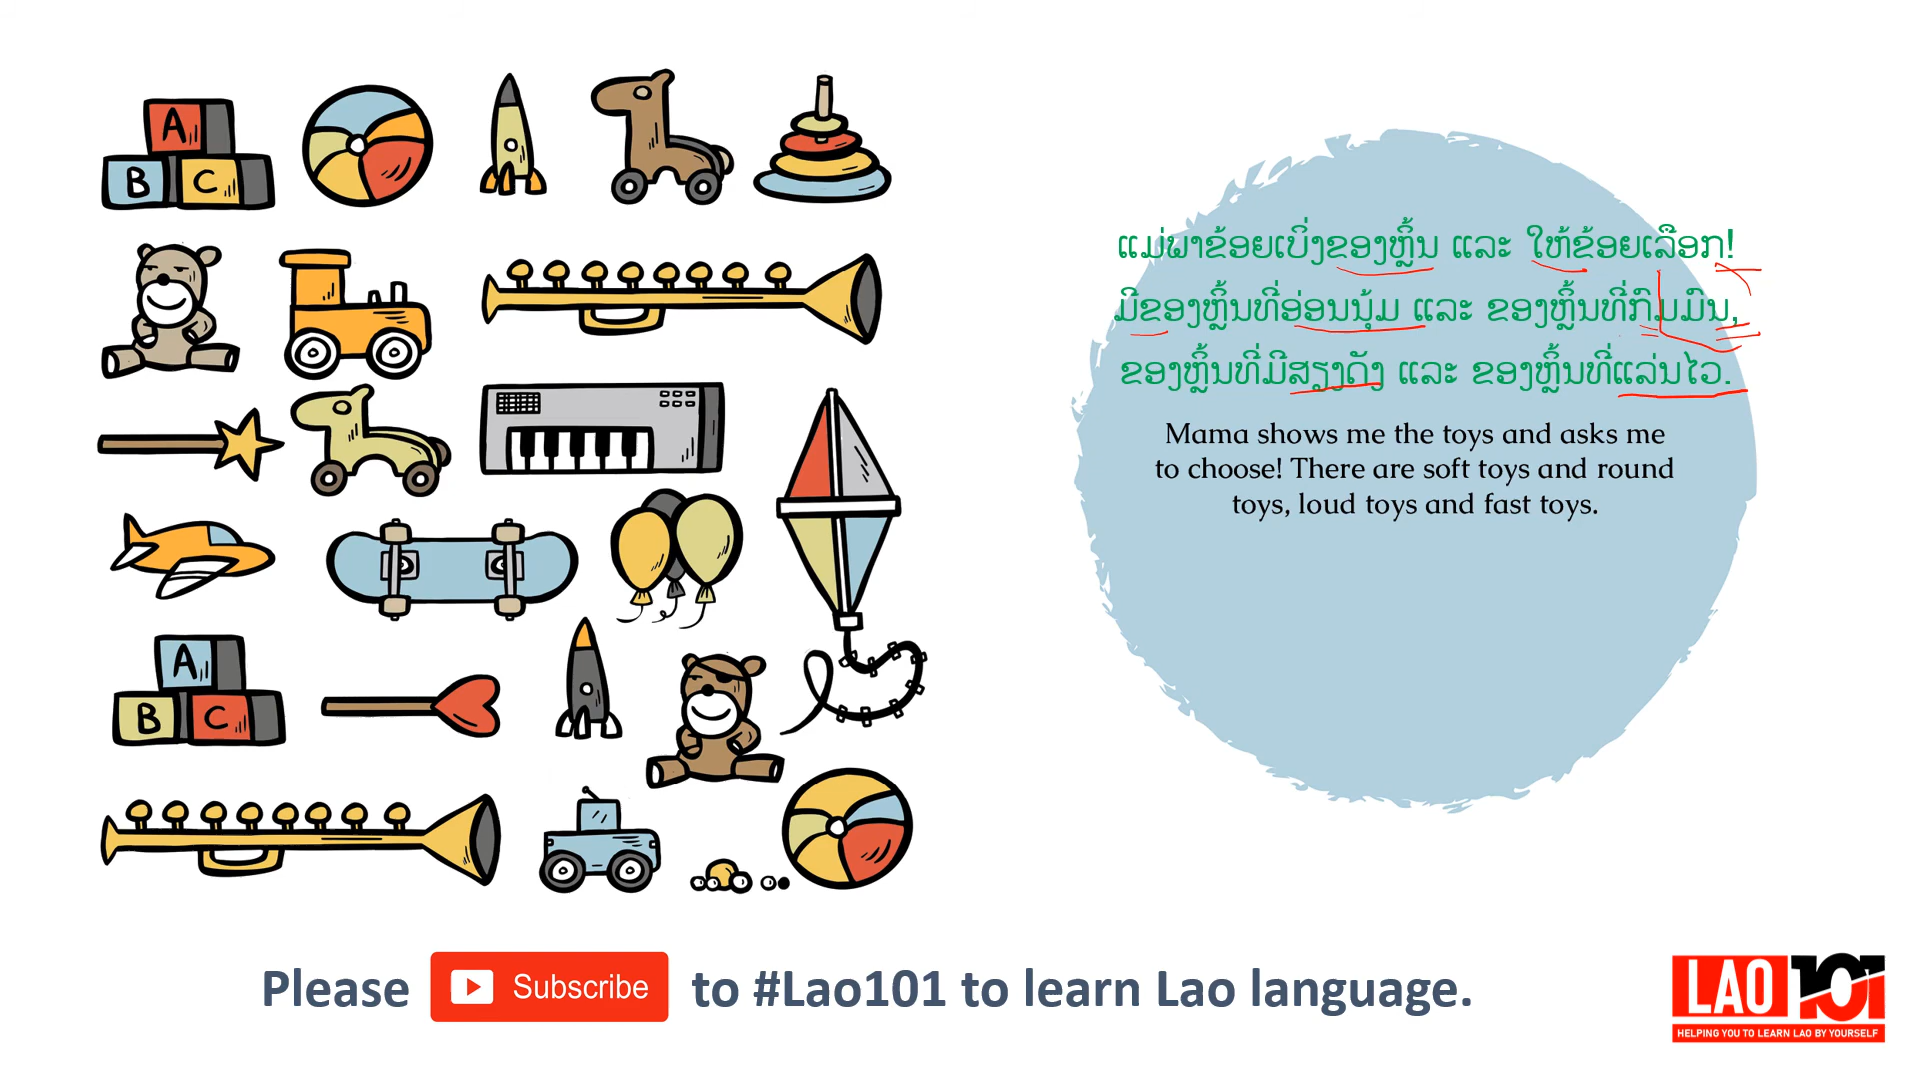 A
B C
A
B C
ແມ່ພາຂ້ອຍເບິ່ງຂອງຫຼິ້ນ ແລະ ໃຫ້ຂ້ອຍເລືອກ!
ມີຂອງຫຼິ້ນທີ່ອ່ອນນຸ້ມ ແລະ ຂອງຫຼິ້ນທີ່ກົມມົນ,
ຂອງຫຼິ້ນທີ່ມີສຽງດັງ ແລະ ຂອງຫຼິ້ນທີ່ແລ່ນໄວ.
Mama shows me the toys and asks me
to choose! There are soft toys and round
toys, loud toys and fast toys.
Please Subscribe to #Lao101 to learn Lao language.
LAO 101
HELPING YOU TO LEARN LAO BY YOURSELF